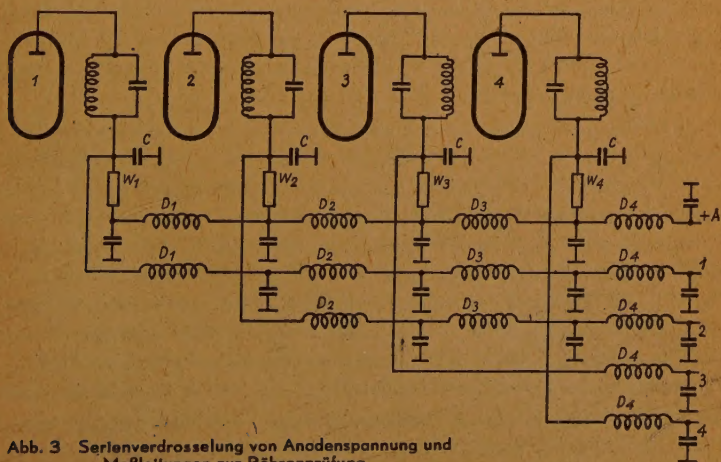 1 2 3 4
C C C C
W1 W2 W3 W4
D1 D2 D3 D4 +A
D1 D2 D3 D4 1
D2 D3 D4 2
D4 3
D4 4
Abb. 3 Serienverdrosselung von Anodenspannung und